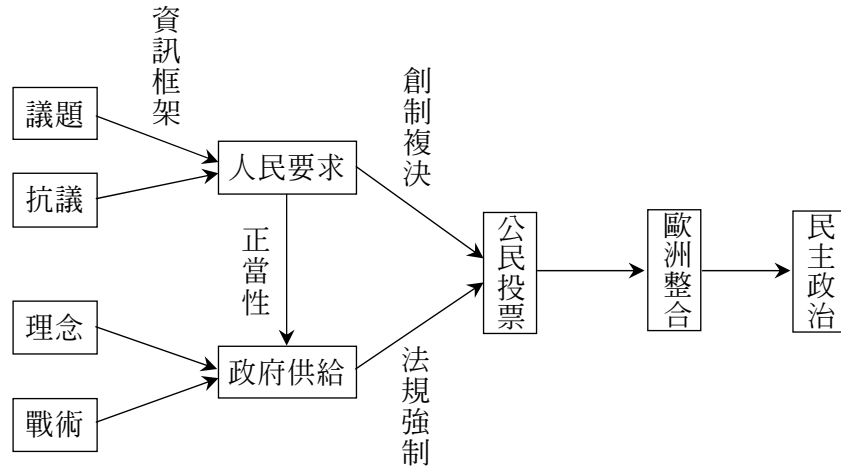 資訊框架
議題
抗議
人民要求
創制複決
正當性
理念
戰術
政府供給
法規強制
公民投票
歐洲整合
民主政治